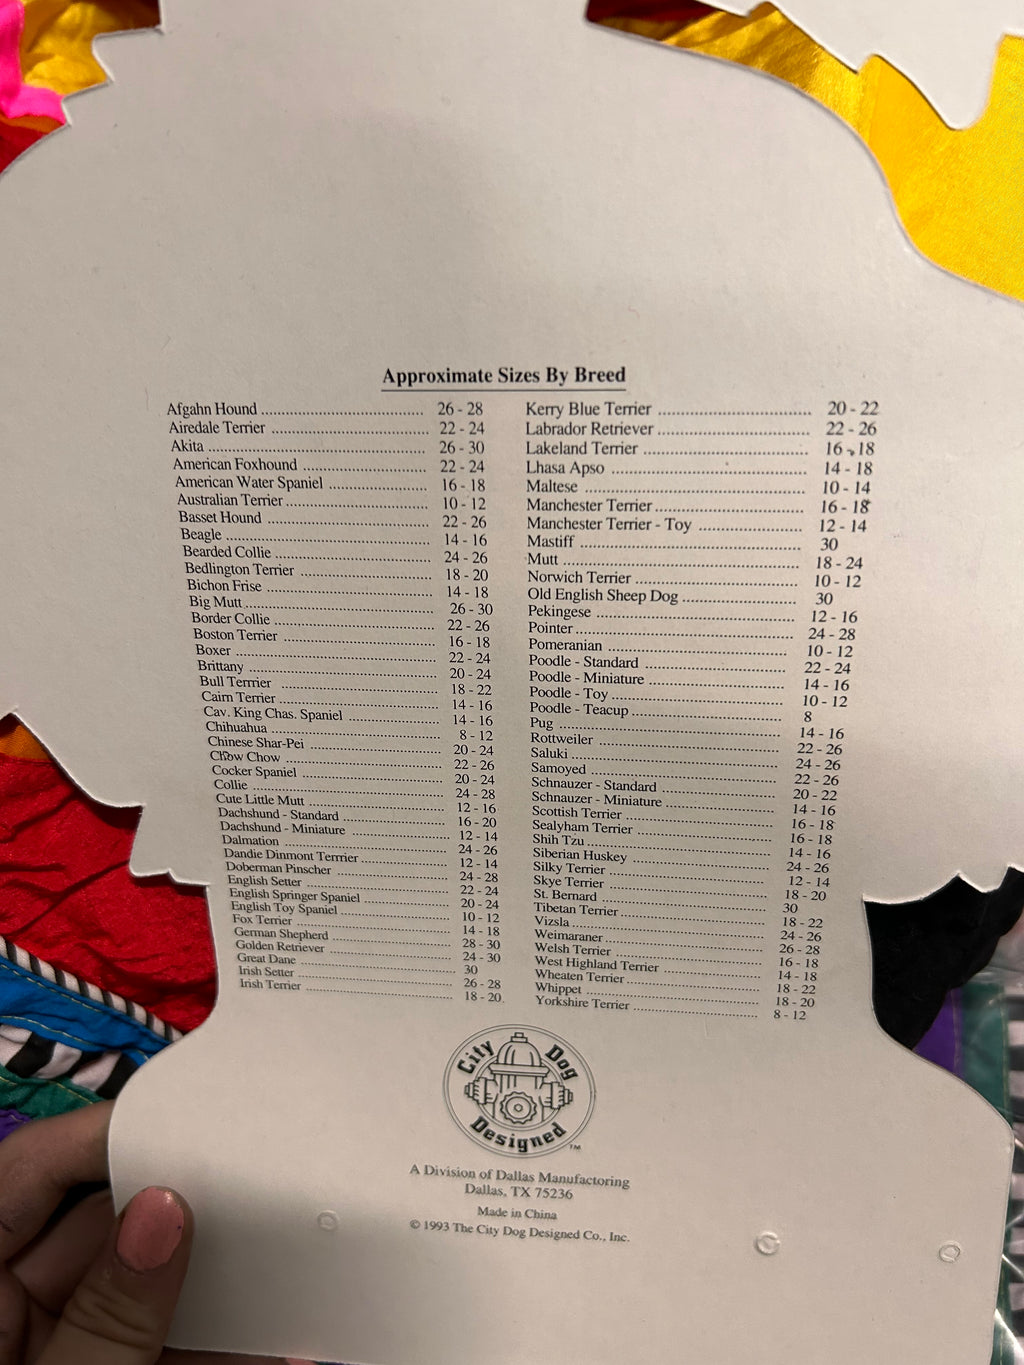 Approximate Sizes By Breed
Afgahn Hound ........ 26 - 28
Airedale Terrier ........ 22 - 24
Akita ........ 26 - 30
American Foxhound ........ 22 - 24
American Water Spaniel ........ 16 - 18
Australian Terrier ........ 10 - 12
Basset Hound ........ 22 - 26
Beagle ........ 14 - 16
Bearded Collie ........ 24 - 26
Bedlington Terrier ........ 18 - 20
Bichon Frise ........ 14 - 18
Big Mutt ........ 26 - 30
Border Collie ........ 22 - 26
Boston Terrier ........ 16 - 18
Boxer ........ 22 - 24
Brittany ........ 20 - 24
Bull Terrier ........ 18 - 22
Cairn Terrier ........ 14 - 16
Cav. King Chas. Spaniel ........ 14 - 16
Chihuahua ........ 8 - 12
Chinese Shar-Pei ........ 20 - 24
Chow Chow ........ 22 - 26
Cocker Spaniel ........ 20 - 24
Collie ........ 24 - 28
Cute Little Mutt ........ 12 - 16
Dachshund - Standard ........ 16 - 20
Dachshund - Miniature ........ 12 - 14
Dalmation ........ 24 - 26
Dandie Dinmont Terrrier ........ 12 - 14
Doberman Pinscher ........ 24 - 28
English Setter ........ 22 - 24
English Springer Spaniel ........ 20 - 24
English Toy Spaniel ........ 10 - 12
Fox Terrier ........ 14 - 18
German Shepherd ........ 28 - 30
Golden Retriever ........ 24 - 30
Great Dane ........ 30
Irish Setter ........ 26 - 28
Irish Terrier ........ 18 - 20
Kerry Blue Terrier ........ 20 - 22
Labrador Retriever ........ 22 - 26
Lakeland Terrier ........ 16 - 18
Lhasa Apso ........ 14 - 18
Maltese ........ 10 - 14
Manchester Terrier ........ 16 - 18
Manchester Terrier - Toy ........ 12 - 14
Mastiff ........ 30
Mutt ........ 18 - 24
Norwich Terrier ........ 10 - 12
Old English Sheep Dog ........ 30
Pekingese ........ 12 - 16
Pointer ........ 24 - 28
Pomeranian ........ 10 - 12
Poodle - Standard ........ 22 - 24
Poodle - Miniature ........ 14 - 16
Poodle - Toy ........ 10 - 12
Poodle - Teacup ........ 8
Pug ........ 14 - 16
Rottweiler ........ 22 - 26
Saluki ........ 24 - 26
Samoyed ........ 22 - 26
Schnauzer - Standard ........ 20 - 22
Schnauzer - Miniature ........ 14 - 16
Scottish Terrier ........ 16 - 18
Sealyham Terrier ........ 16 - 18
Shih Tzu ........ 14 - 16
Siberian Huskey ........ 24 - 26
Silky Terrier ........ 12 - 14
Skye Terrier ........ 18 - 20
St. Bernard ........ 30
Tibetan Terrier ........ 18 - 22
Vizsla ........ 24 - 26
Weimaraner ........ 26 - 28
Welsh Terrier ........ 16 - 18
West Highland Terrier ........ 14 - 18
Wheaten Terrier ........ 18 - 22
Whippet ........ 18 - 20
Yorkshire Terrier ........ 8 - 12
City Dog
Designed ™
A Division of Dallas Manufactoring
Dallas, TX 75236
Made in China
© 1993 The City Dog Designed Co., Inc.